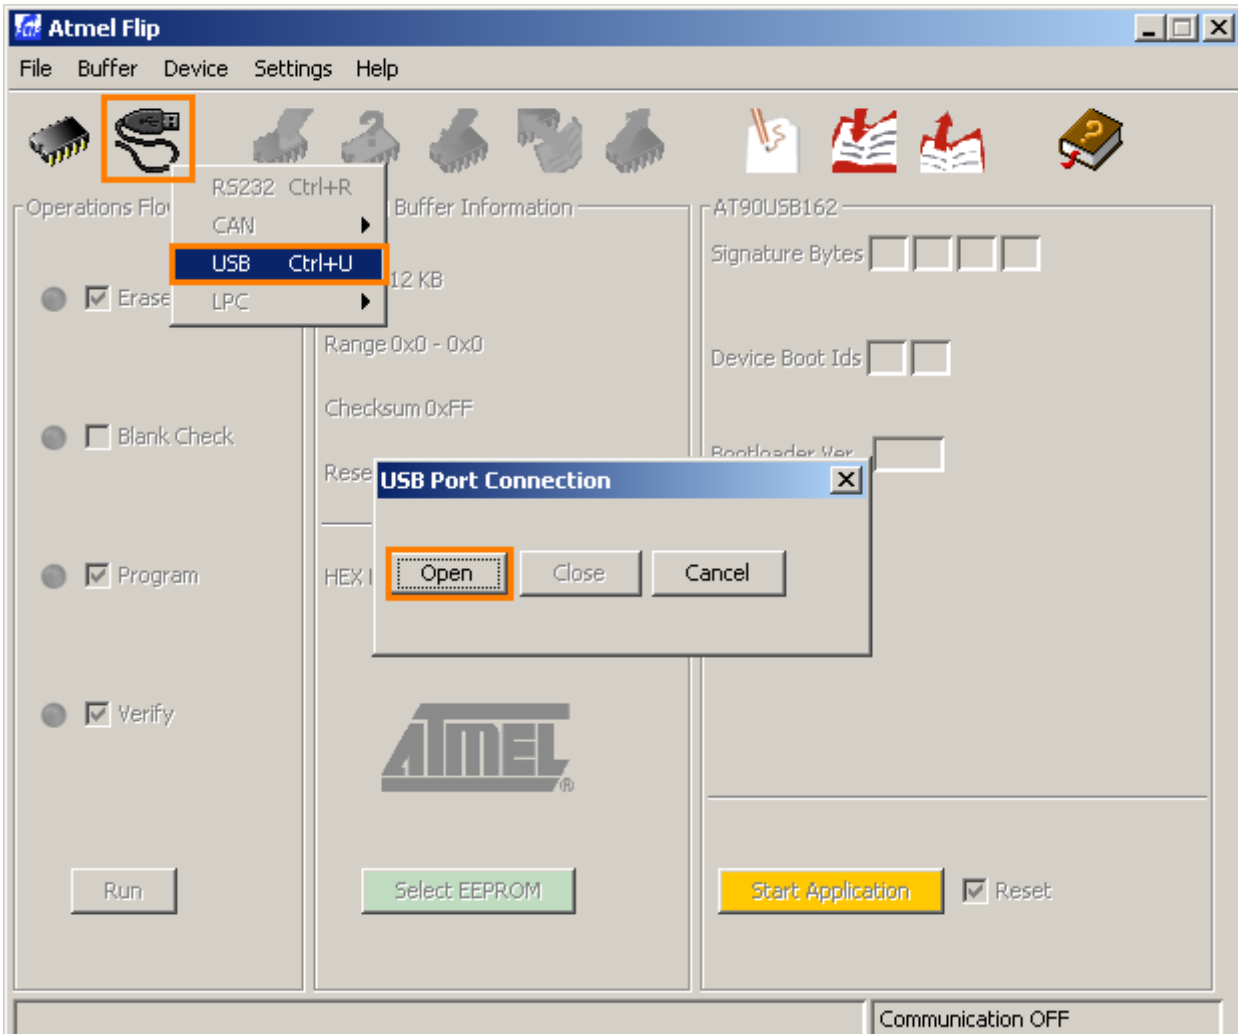 Atmel Flip
File Buffer Device Settings Help
RS232 Ctrl+R
CAN
USB Ctrl+U
LPC
Operations Flo
Erase
Blank Check
Program
Verify
Run
Buffer Information
12 KB
Range 0x0 - 0x0
Checksum 0xFF
Rese
HEX
ATMEL
®
Select EEPROM
AT90USB162
Signature Bytes
Device Boot Ids
Bootloader Ver.
USB Port Connection
Open Close Cancel
Start Application Reset
Communication OFF